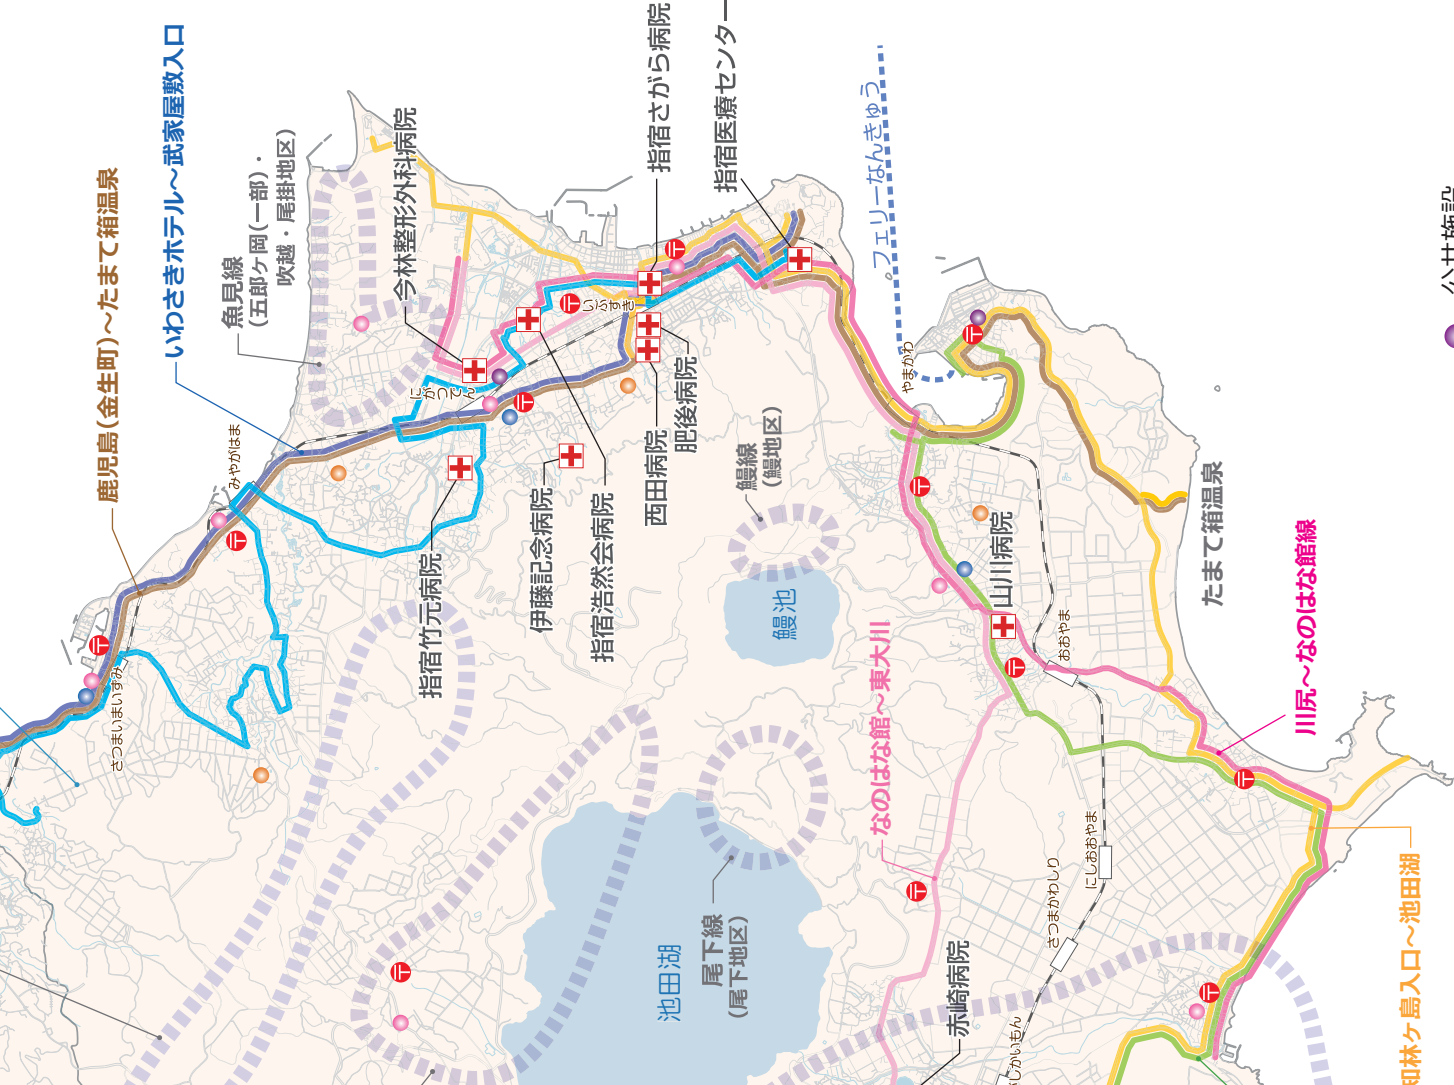 いわさきホテル～武家屋敷入口
鹿児島(金生町)～たまて箱温泉
魚見線
(五郎ヶ岡(一部)・
吹越・尾掛地区)
今林整形外科病院
指宿さがら病院
指宿医療センター
フェリーなんきゅう
いぶすき
にがつでん
みやがはま
さつまいまいずみ
やまかわ
西田病院
肥後病院
鰻線
(鰻地区)
鰻池
指宿竹元病院
伊藤記念病院
指宿浩然会病院
山川病院
おおやま
たまて箱温泉
川尻～なのはな館線
なのはな館～東大川
にしおおやま
さつまかわしり
池田湖
尾下線
(尾下地区)
赤崎病院
知林ヶ島入口～池田湖